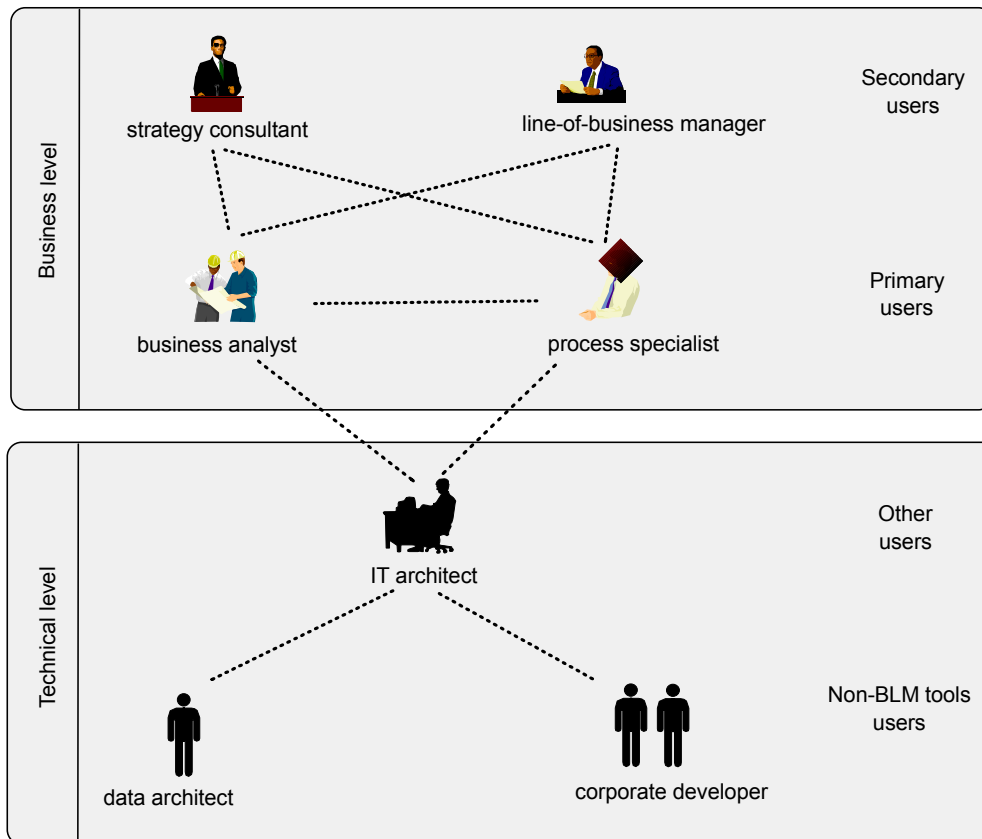 Business level
strategy consultant
line-of-business manager
Secondary
users
business analyst
process specialist
Primary
users
Technical level
IT architect
Other
users
data architect
corporate developer
Non-BLM tools
users